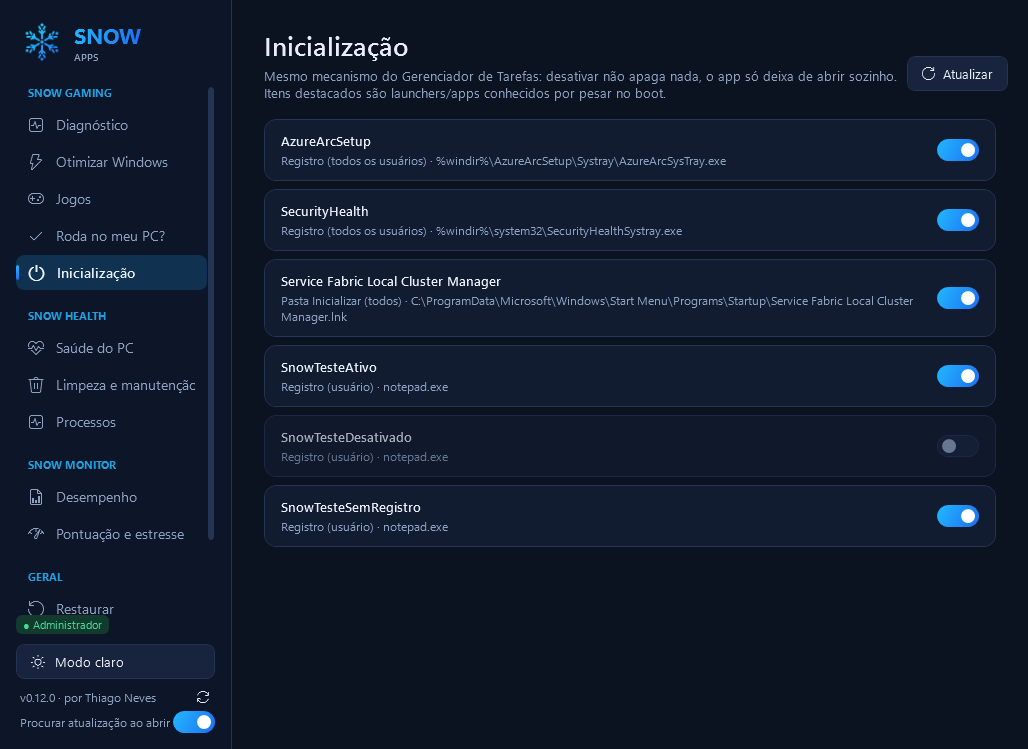 SNOW
APPS
SNOW GAMING
Diagnóstico
Otimizar Windows
Jogos
Roda no meu PC?
Inicialização
SNOW HEALTH
Saúde do PC
Limpeza e manutençã
Processos
SNOW MONITOR
Desempenho
Pontuação e estresse
GERAL
Restaurar
Administrador
Modo claro
v0.12.0 · por Thiago Neves
Procurar atualização ao abrir
Inicialização
Mesmo mecanismo do Gerenciador de Tarefas: desativar não apaga nada, o app só deixa de abrir sozinho.
Itens destacados são launchers/apps conhecidos por pesar no boot.
Atualizar
AzureArcSetup
Registro (todos os usuários) · %windir%\AzureArcSetup\Systray\AzureArcSysTray.exe
SecurityHealth
Registro (todos os usuários) · %windir%\system32\SecurityHealthSystray.exe
Service Fabric Local Cluster Manager
Pasta Inicializar (todos) · C:\ProgramData\Microsoft\Windows\Start Menu\Programs\Startup\Service Fabric Local Cluster
Manager.lnk
SnowTesteAtivo
Registro (usuário) · notepad.exe
SnowTesteDesativado
Registro (usuário) · notepad.exe
SnowTesteSemRegistro
Registro (usuário) · notepad.exe